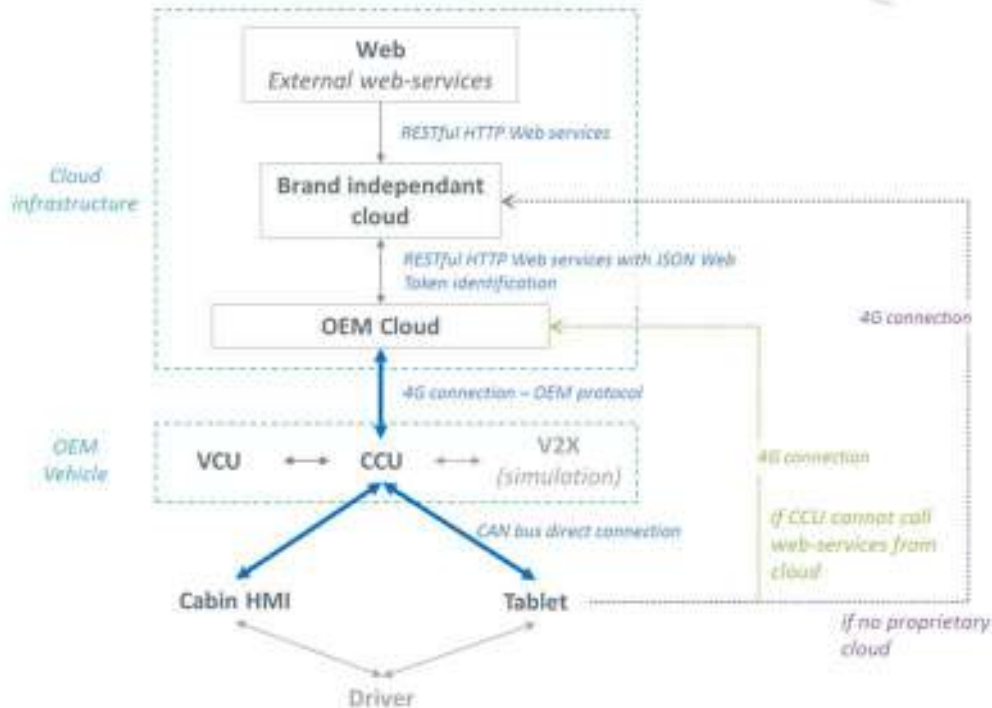 Web
External web-services
RESTful HTTP Web services
Cloud
infrastructure
Brand independant
cloud
RESTful HTTP Web services with JSON Web
Token identification
OEM Cloud
4G connection
4G connection – OEM protocol
OEM
Vehicle
VCU
CCU
V2X
(simulation)
4G connection
CAN bus direct connection
if CCU cannot call
web-services from
cloud
Cabin HMI
Tablet
if no proprietary
cloud
Driver